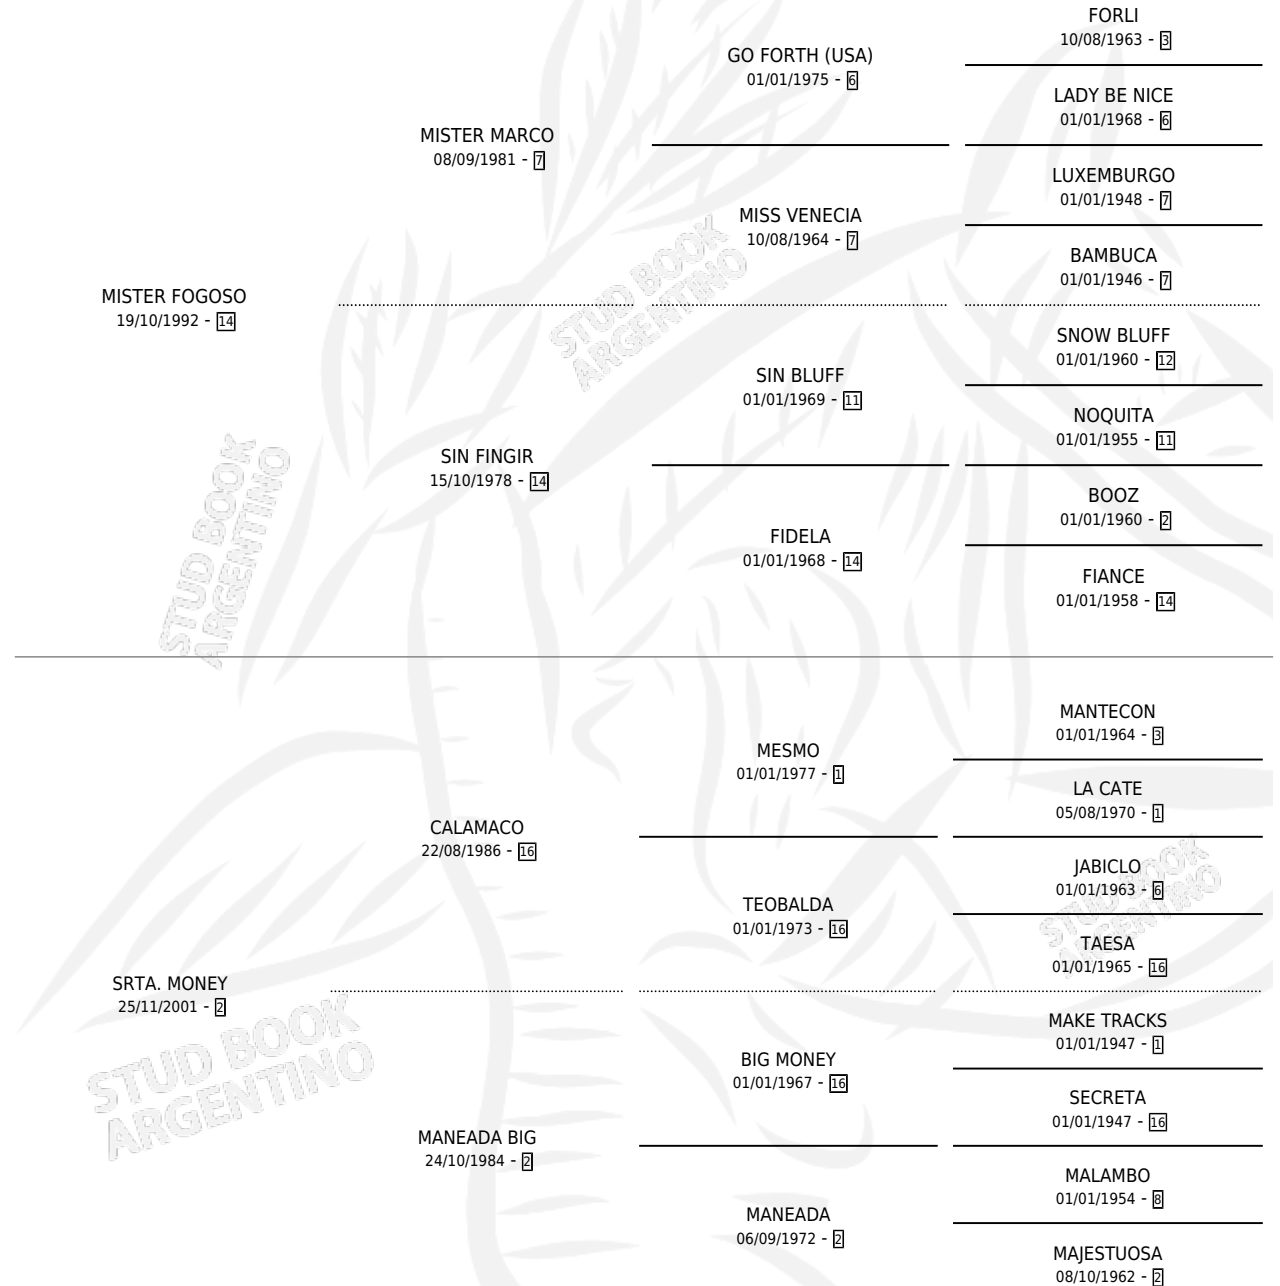 FORLI
10/08/1963 - 3
GO FORTH (USA)
01/01/1975 - 6
LADY BE NICE
01/01/1968 - 6
MISTER MARCO
08/09/1981 - 7
LUXEMBURGO
01/01/1948 - 7
MISS VENECIA
10/08/1964 - 7
BAMBUCA
01/01/1946 - 7
MISTER FOGOSO
19/10/1992 - 14
SNOW BLUFF
01/01/1960 - 12
SIN BLUFF
01/01/1969 - 11
NOQUITA
01/01/1955 - 11
SIN FINGIR
15/10/1978 - 14
BOOZ
01/01/1960 - 2
FIDELA
01/01/1968 - 14
FIANCE
01/01/1958 - 14
MANTECON
01/01/1964 - 3
MESMO
01/01/1977 - 1
LA CATE
05/08/1970 - 1
CALAMACO
22/08/1986 - 16
JABICLO
01/01/1963 - 6
TEOBALDA
01/01/1973 - 16
TAESA
01/01/1965 - 16
SRTA. MONEY
25/11/2001 - 2
MAKE TRACKS
01/01/1947 - 1
BIG MONEY
01/01/1967 - 16
SECRETA
01/01/1947 - 16
MANEADA BIG
24/10/1984 - 2
MALAMBO
01/01/1954 - 8
MANEADA
06/09/1972 - 2
MAJESTUOSA
08/10/1962 - 2
STUD BOOK
ARGENTINO
STUD BOOK
ARGENTINO
STUD BOOK
ARGENTINO
STUD BOOK
ARGENTINO